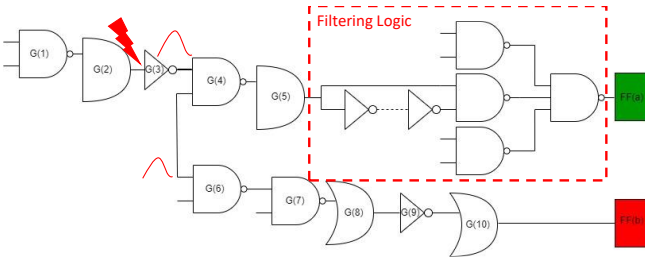 Filtering Logic
G(1)
G(2)
G(3)
G(4)
G(5)
FF(a)
G(6)
G(7)
G(8)
G(9)
G(10)
FF(b)